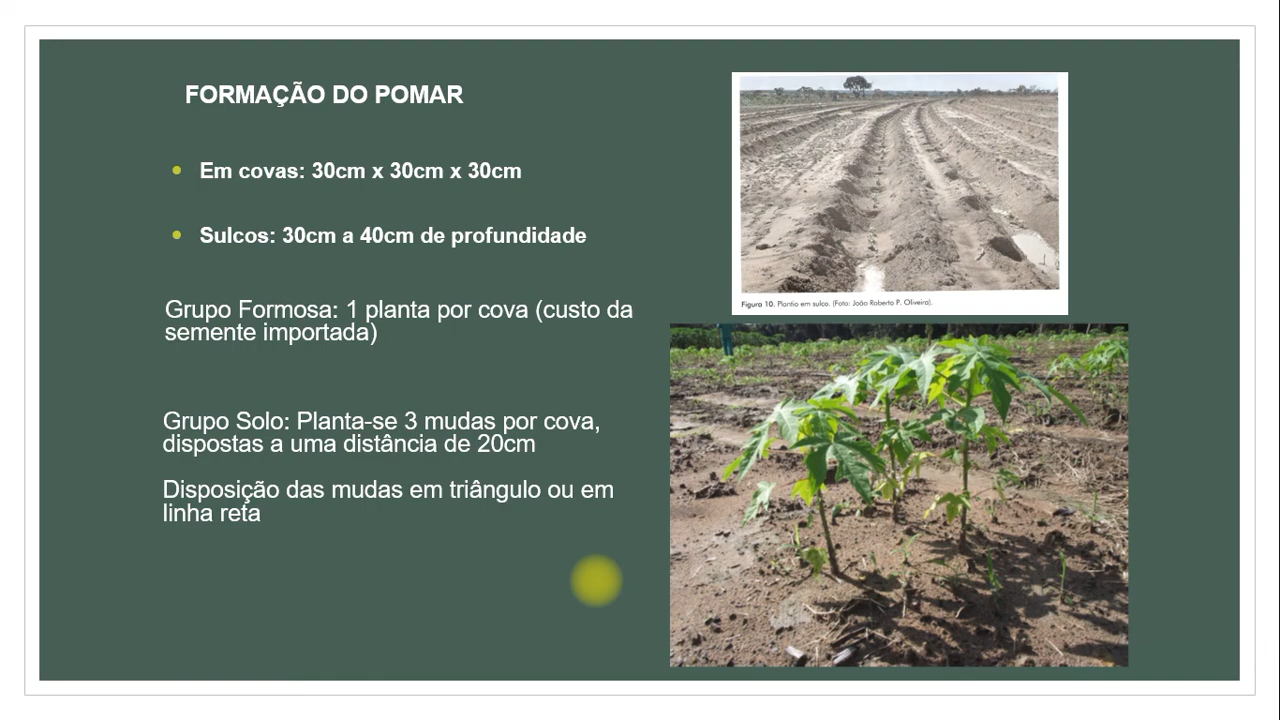 FORMAÇÃO DO POMAR
Em covas: 30cm x 30cm x 30cm
Sulcos: 30cm a 40cm de profundidade
Grupo Formosa: 1 planta por cova (custo da
semente importada)
Grupo Solo: Planta-se 3 mudas por cova,
dispostas a uma distância de 20cm
Disposição das mudas em triângulo ou em
linha reta
Figura 10. Plantio em sulco. (Foto: João Roberto P. Oliveira).